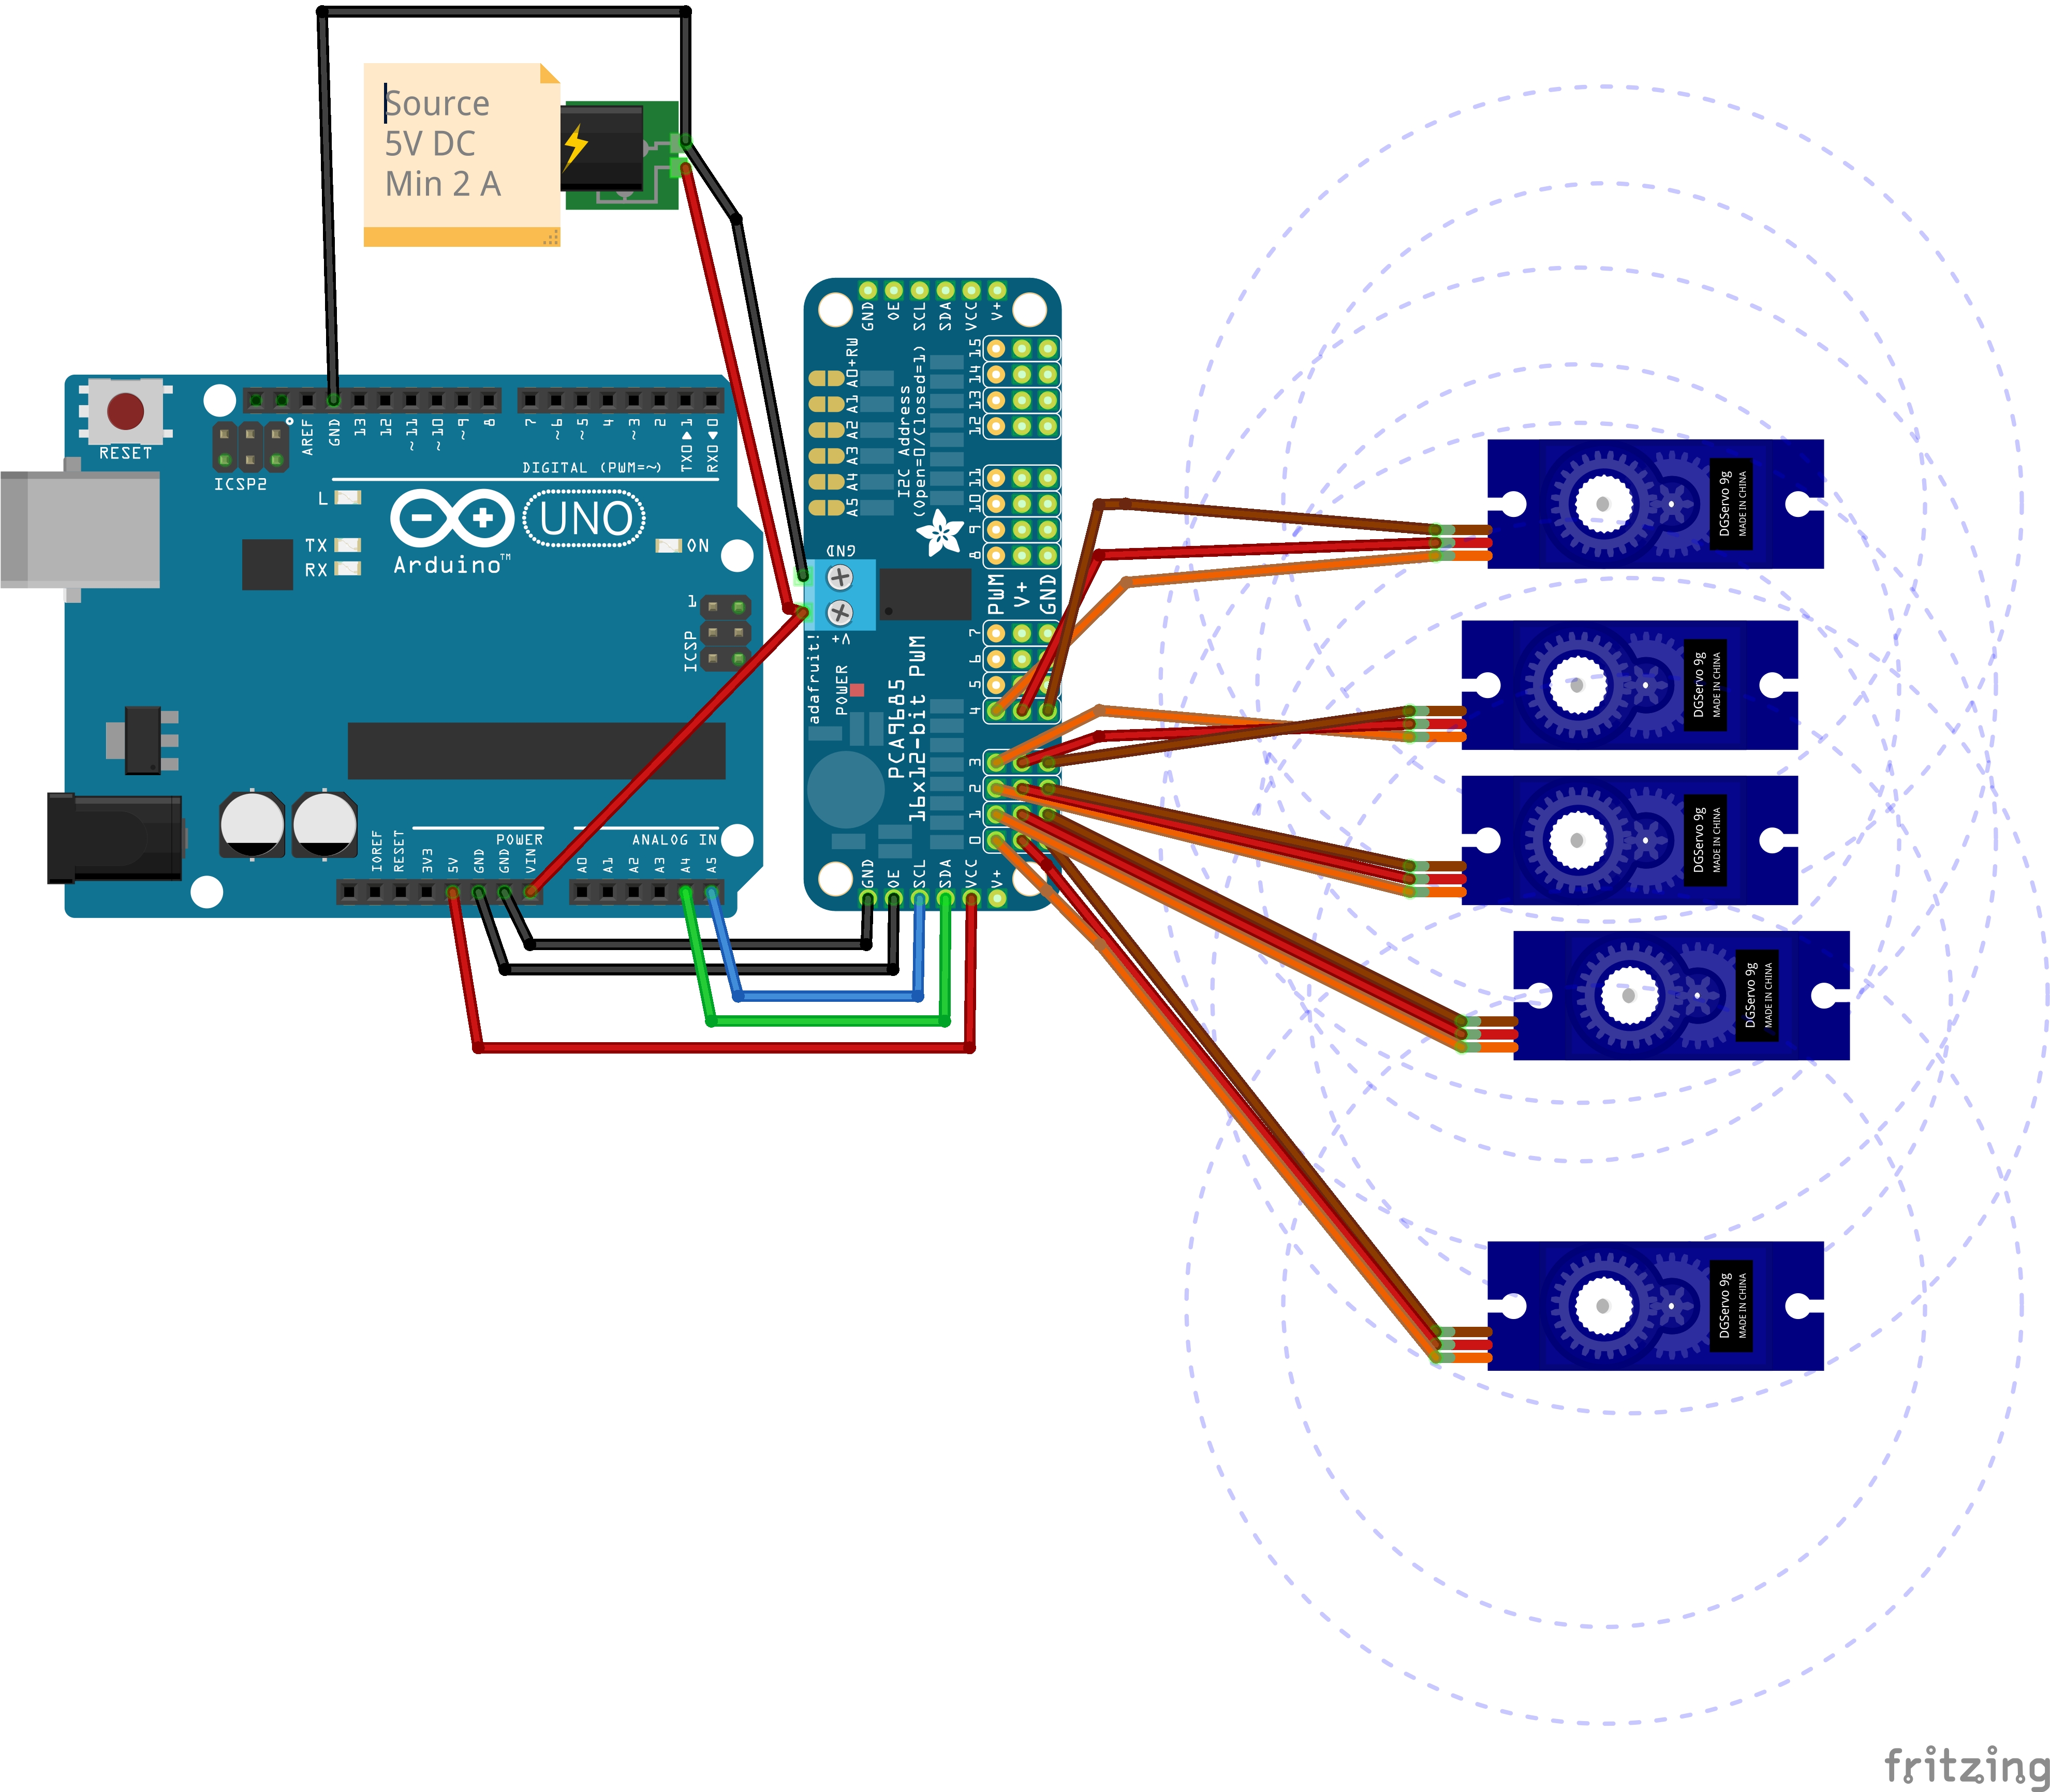 Source
5V DC
Min 2 A
RESET
ICSP2
AREF
GND
13
12
~11
~10
~9
8
7
~6
~5
4
~3
2
TX0▶1
RX0◀0
DIGITAL (PWM=~)
L
TX
RX
UNO
Arduino™
ON
1
ICSP
IOREF
RESET
3V3
5V
GND
GND
VIN
POWER
ANALOG IN
A0
A1
A2
A3
A4
A5
GND
OE
SCL
SDA
VCC
V+
A0+RW
A1
A2
A3
A4
A5
I2C Address
(Open=0/Closed=1)
15
14
13
12
11
10
9
8
GND
V+
PWM
V+
GND
adafruit!
POWER
PCA9685
16x12-bit PWM
7
6
5
4
3
2
1
0
GND
OE
SCL
SDA
VCC
V+
DGServo 9g
MADE IN CHINA
DGServo 9g
MADE IN CHINA
DGServo 9g
MADE IN CHINA
DGServo 9g
MADE IN CHINA
DGServo 9g
MADE IN CHINA
fritzing